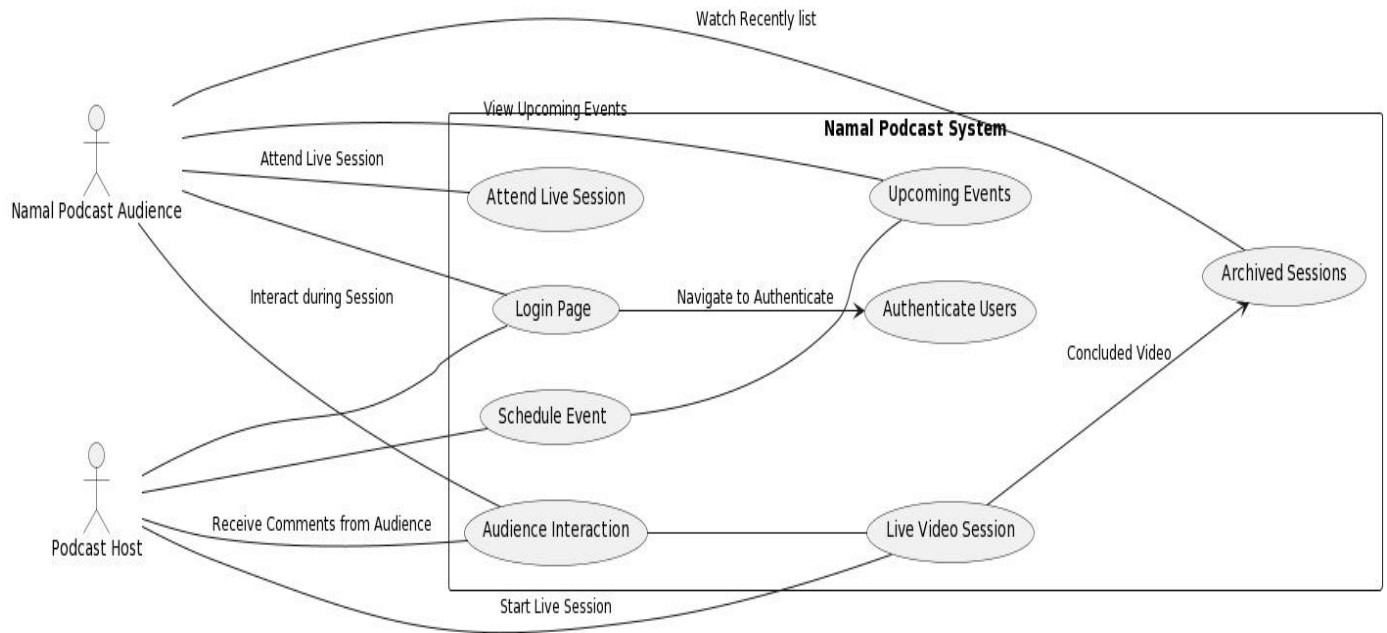 Watch Recently list
View Upcoming Events
Namal Podcast System
Attend Live Session
Attend Live Session
Upcoming Events
Namal Podcast Audience
Archived Sessions
Interact during Session
Login Page
Navigate to Authenticate
Authenticate Users
Concluded Video
Schedule Event
Receive Comments from Audience
Audience Interaction
Live Video Session
Podcast Host
Start Live Session